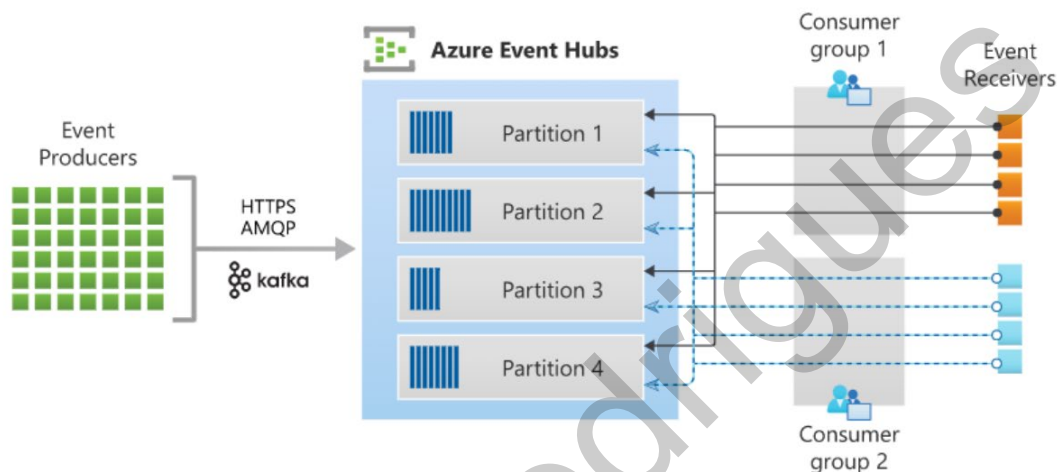 Azure Event Hubs
Event
Producers
HTTPS
AMQP
kafka
Partition 1
Partition 2
Partition 3
Partition 4
Consumer
group 1
Event
Receivers
Consumer
group 2
drigues